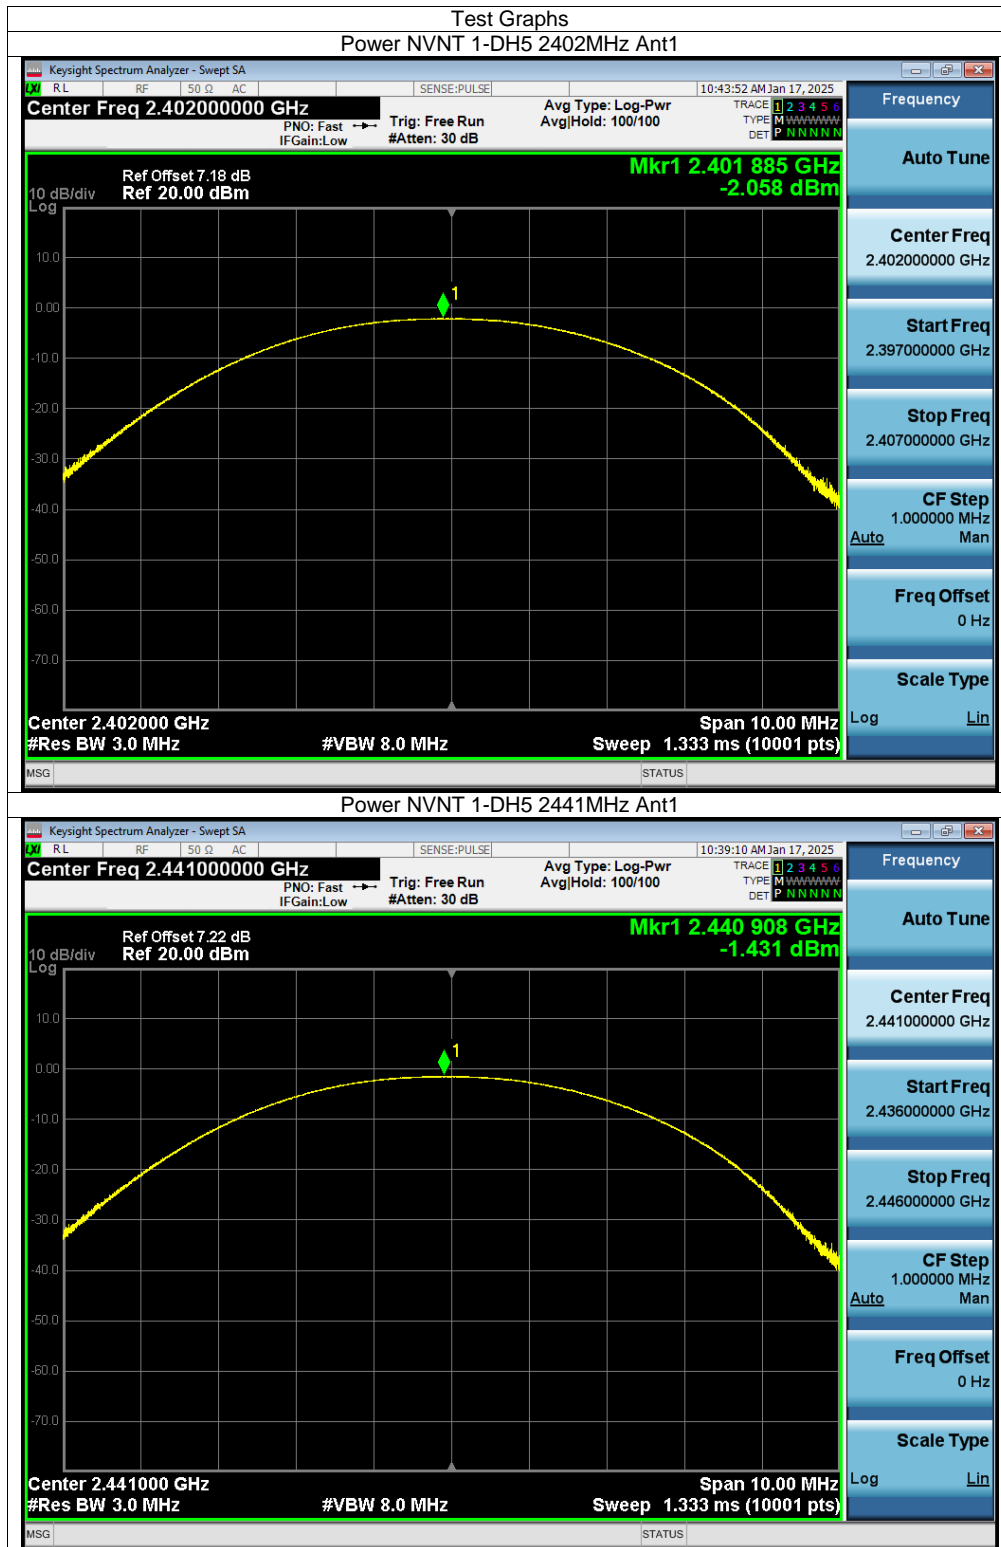 Test Graphs
Power NVNT 1-DH5 2402MHz Ant1
Keysight Spectrum Analyzer - Swept SA
LXI RL RF 50 Ω AC SENSE:PULSE 10:43:52 AM Jan 17, 2025
Center Freq 2.402000000 GHz
PNO: Fast
IFGain:Low
Trig: Free Run
#Atten: 30 dB
Avg Type: Log-Pwr
Avg|Hold: 100/100
TRACE 1 2 3 4 5 6
TYPE M WWWWW
DET P N N N N N
Frequency
Mkr1 2.401 885 GHz
-2.058 dBm
Ref Offset 7.18 dB
10 dB/div Ref 20.00 dBm
Log
10.0
0.00
-10.0
-20.0
-30.0
-40.0
-50.0
-60.0
-70.0
1
Center 2.402000 GHz Span 10.00 MHz
#Res BW 3.0 MHz #VBW 8.0 MHz Sweep 1.333 ms (10001 pts)
MSG STATUS
Auto Tune
Center Freq
2.402000000 GHz
Start Freq
2.397000000 GHz
Stop Freq
2.407000000 GHz
CF Step
1.000000 MHz
Auto Man
Freq Offset
0 Hz
Scale Type
Log Lin
Power NVNT 1-DH5 2441MHz Ant1
Keysight Spectrum Analyzer - Swept SA
LXI RL RF 50 Ω AC SENSE:PULSE 10:39:10 AM Jan 17, 2025
Center Freq 2.441000000 GHz
PNO: Fast
IFGain:Low
Trig: Free Run
#Atten: 30 dB
Avg Type: Log-Pwr
Avg|Hold: 100/100
TRACE 1 2 3 4 5 6
TYPE M WWWWW
DET P N N N N N
Frequency
Mkr1 2.440 908 GHz
-1.431 dBm
Ref Offset 7.22 dB
10 dB/div Ref 20.00 dBm
Log
10.0
0.00
-10.0
-20.0
-30.0
-40.0
-50.0
-60.0
-70.0
1
Center 2.441000 GHz Span 10.00 MHz
#Res BW 3.0 MHz #VBW 8.0 MHz Sweep 1.333 ms (10001 pts)
MSG STATUS
Auto Tune
Center Freq
2.441000000 GHz
Start Freq
2.436000000 GHz
Stop Freq
2.446000000 GHz
CF Step
1.000000 MHz
Auto Man
Freq Offset
0 Hz
Scale Type
Log Lin